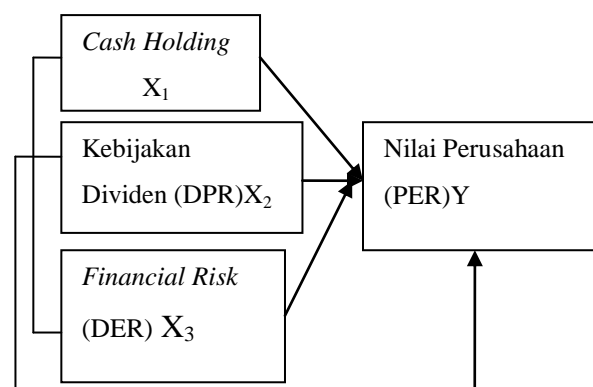 Cash Holding
X₁
Kebijakan
Dividen (DPR)X₂
Nilai Perusahaan
(PER)Y
Financial Risk
(DER) X₃